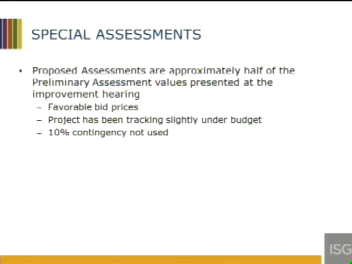 SPECIAL ASSESSMENTS
• Proposed Assessments are approximately half of the
Preliminary Assessment values presented at the
improvement hearing
– Favorable bid prices
– Project has been tracking slightly under budget
– 10% contingency not used
ISG